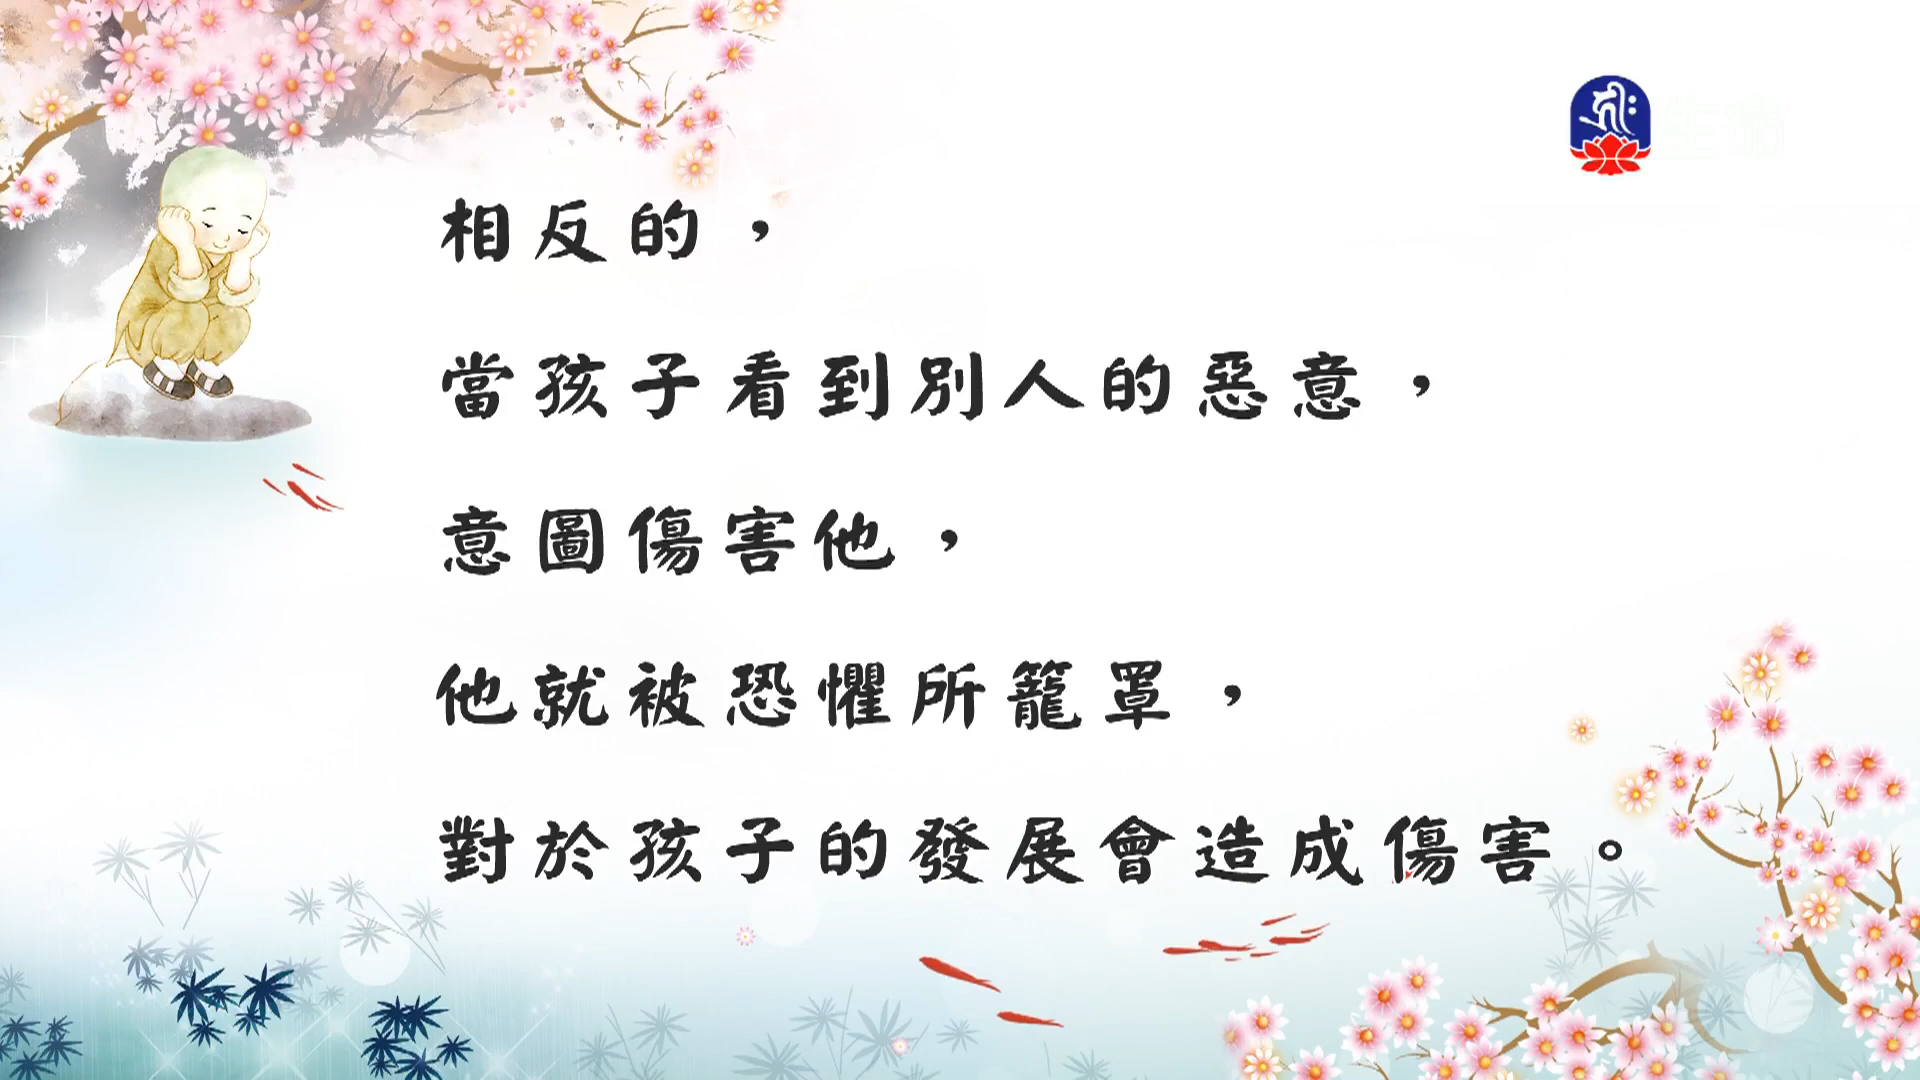 相反的，
當孩子看到別人的惡意，
意圖傷害他，
他就被恐懼所籠罩，
對於孩子的發展會造成傷害。